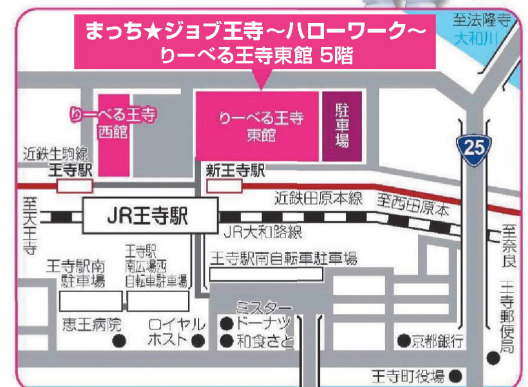 まっち★ジョブ王寺～ハローワーク～
りーべる王寺東館 5階
至法隆寺
大和川
りーべる王寺
西館
りーべる王寺
東館
駐車場
25
近鉄生駒線
王寺駅
新王寺駅
近鉄田原本線
至西田原本
至天王寺
JR王寺駅
JR大和路線
至奈良
王寺駅南
駐車場
王寺駅
南広場西
自転車駐車場
王寺駅南自転車駐車場
王寺郵便局
恵王病院
ロイヤル
ホスト
ミスター
ドーナツ
和食さと
京都銀行
王寺町役場